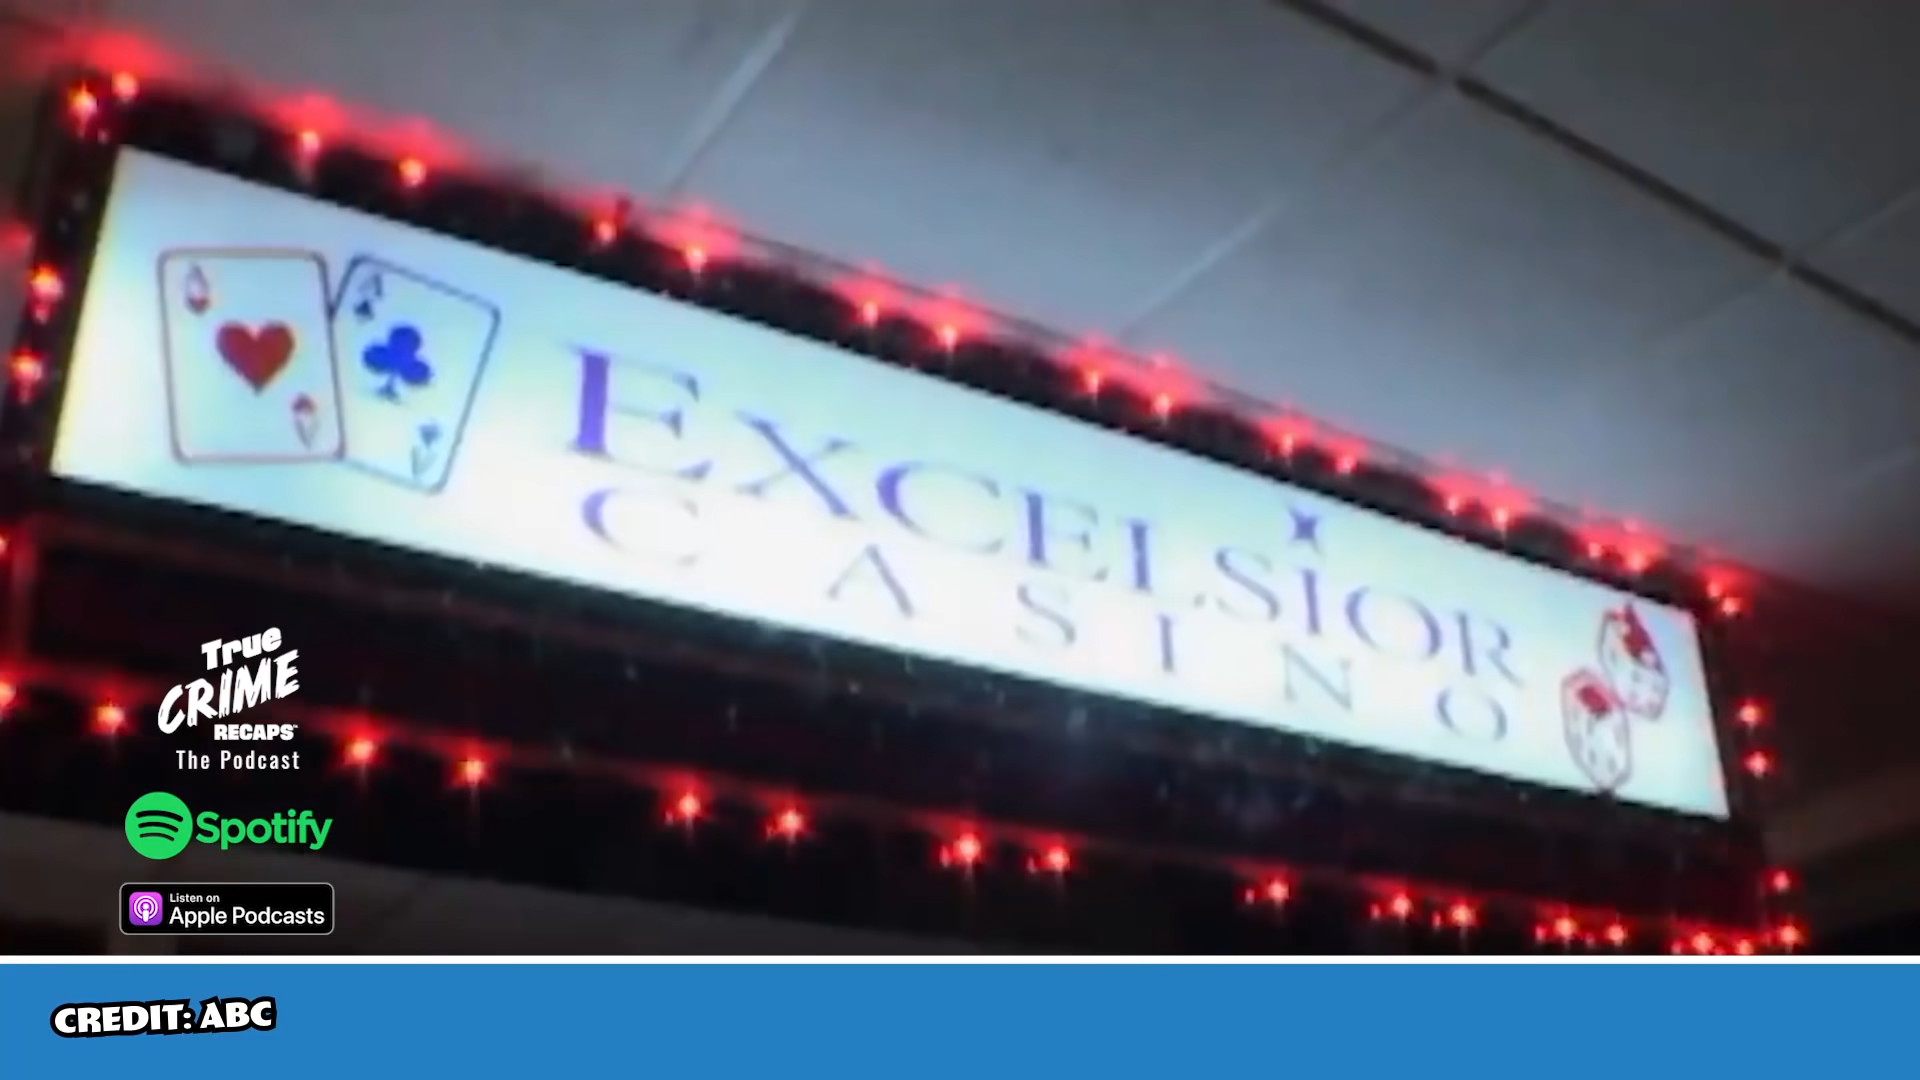 A
A
EXCELSIOR
CASINO
True
CRIME
RECAPS
The Podcast
Spotify
Listen on
Apple Podcasts
CREDIT: ABC